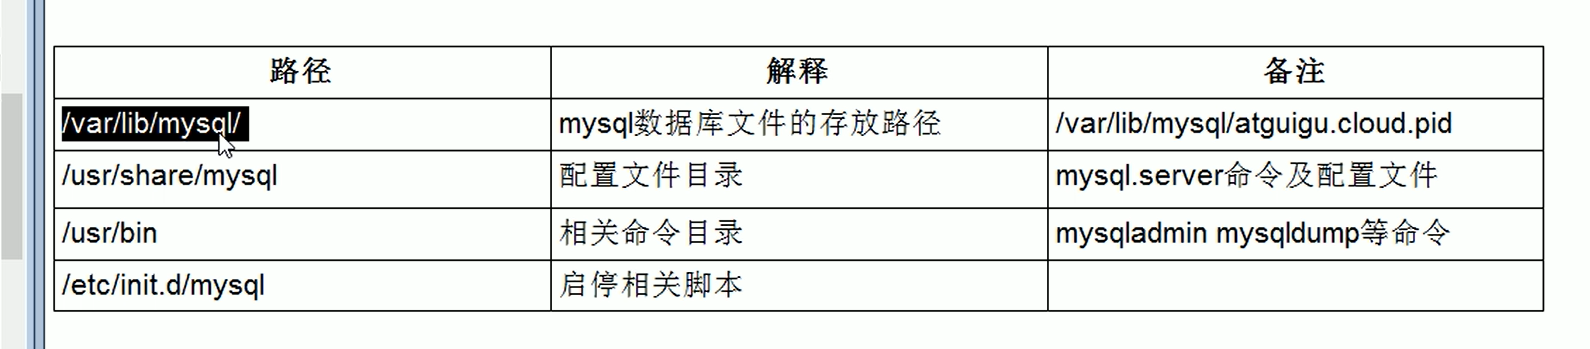 路径 解释 备注
/var/lib/mysql/ mysql数据库文件的存放路径 /var/lib/mysql/atguigu.cloud.pid
/usr/share/mysql 配置文件目录 mysql.server命令及配置文件
/usr/bin 相关命令目录 mysqladmin mysqldump等命令
/etc/init.d/mysql 启停相关脚本